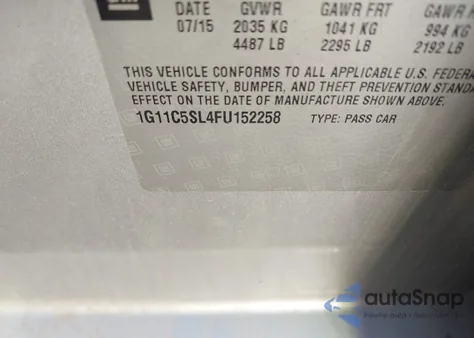 DATE GVWR GAWR FRT GAWR
07/15 2035 KG 1041 KG 994 KG
4487 LB 2295 LB 2192 LB
THIS VEHICLE CONFORMS TO ALL APPLICABLE U.S. FEDERA
VEHICLE SAFETY, BUMPER, AND THEFT PREVENTION STANDA
EFFECT ON THE DATE OF MANUFACTURE SHOWN ABOVE.
1G11C5SL4FU152258 TYPE: PASS CAR
autoSnap